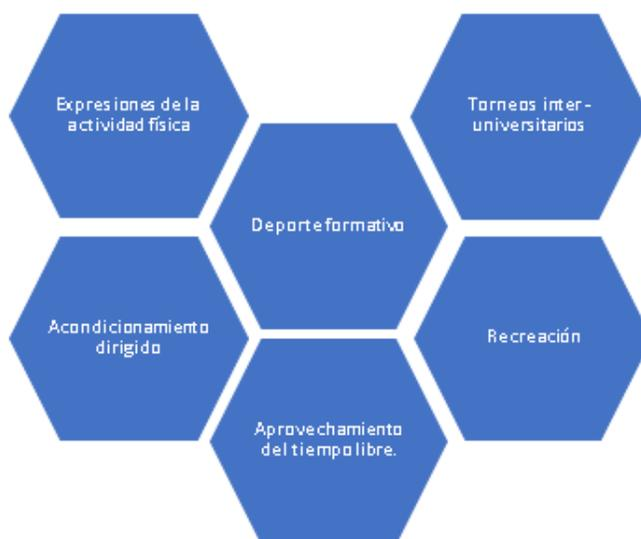 Expresiones de la
actividad física
Torneos inter-
universitarios
Deporte formativo
Acondicionamiento
dirigido
Recreación
Aprovechamiento
del tiempo libre.